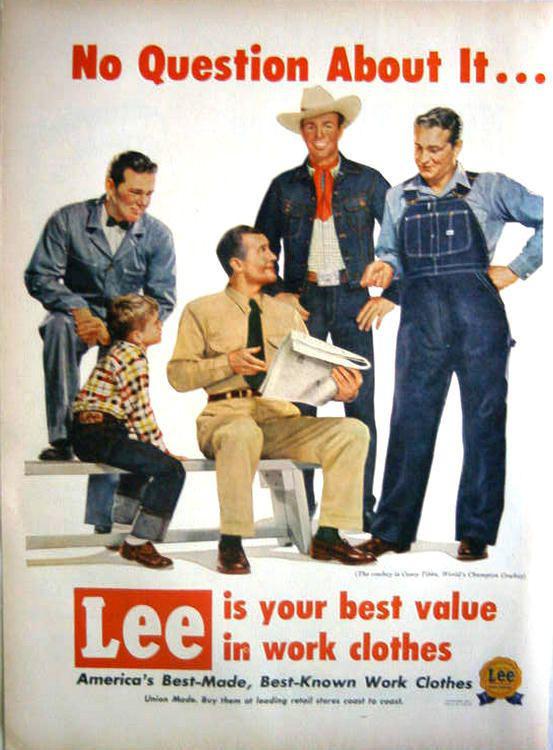 No Question About It...
(The cowboy is Casey Tibbs, World's Champion Cowboy)
Lee
is your best value
in work clothes
America's Best-Made, Best-Known Work Clothes
Union Made. Buy them at leading retail stores coast to coast.
Lee